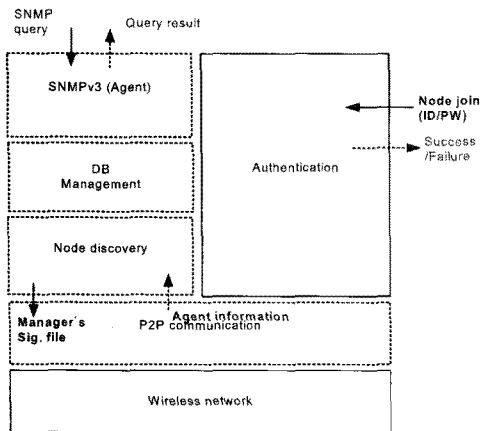 SNMP
query
Query result
SNMPv3 (Agent)
Node join
(ID/PW)
Success
/Failure
Authentication
DB
Management
Node discovery
Agent information
Manager's
Sig. file
P2P communication
Wireless network